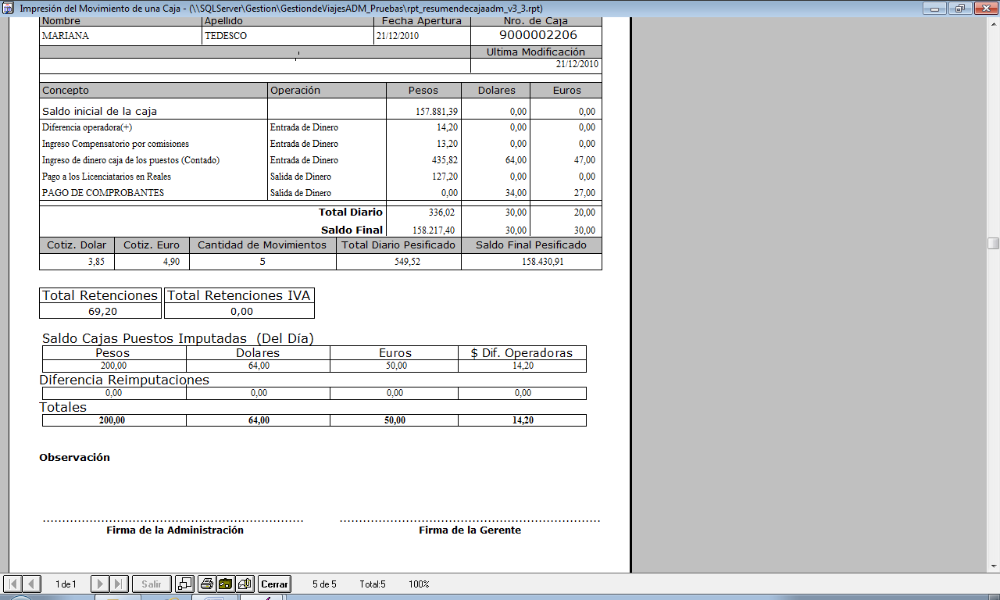 Impresión del Movimiento de una Caja - (\\SQLServer\Gestion\GestiondeViajesADM_Pruebas\rpt_resumendecajaadm_v3_3.rpt)
Nombre Apellido Fecha Apertura Nro. de Caja
MARIANA TEDESCO 21/12/2010 9000002206
Ultima Modificación
21/12/2010
Concepto Operación Pesos Dolares Euros
Saldo inicial de la caja 157.881,39 0,00 0,00
Diferencia operadora(+) Entrada de Dinero 14,20 0,00 0,00
Ingreso Compensatorio por comisiones Entrada de Dinero 13,20 0,00 0,00
Ingreso de dinero caja de los puestos (Contado) Entrada de Dinero 435,82 64,00 47,00
Pago a los Licenciatarios en Reales Salida de Dinero 127,20 0,00 0,00
PAGO DE COMPROBANTES Salida de Dinero 0,00 34,00 27,00
Total Diario 336,02 30,00 20,00
Saldo Final 158.217,40 30,00 30,00
Cotiz. Dolar Cotiz. Euro Cantidad de Movimientos Total Diario Pesificado Saldo Final Pesificado
3,85 4,90 5 549,52 158.430,91
Total Retenciones Total Retenciones IVA
69,20 0,00
Saldo Cajas Puestos Imputadas (Del Día)
Pesos Dolares Euros $ Dif. Operadoras
200,00 64,00 50,00 14,20
Diferencia Reimputaciones
0,00 0,00 0,00 0,00
Totales
200,00 64,00 50,00 14,20
Observación
Firma de la Administración Firma de la Gerente
1 de 1 Salir Cerrar 5 de 5 Total:5 100%